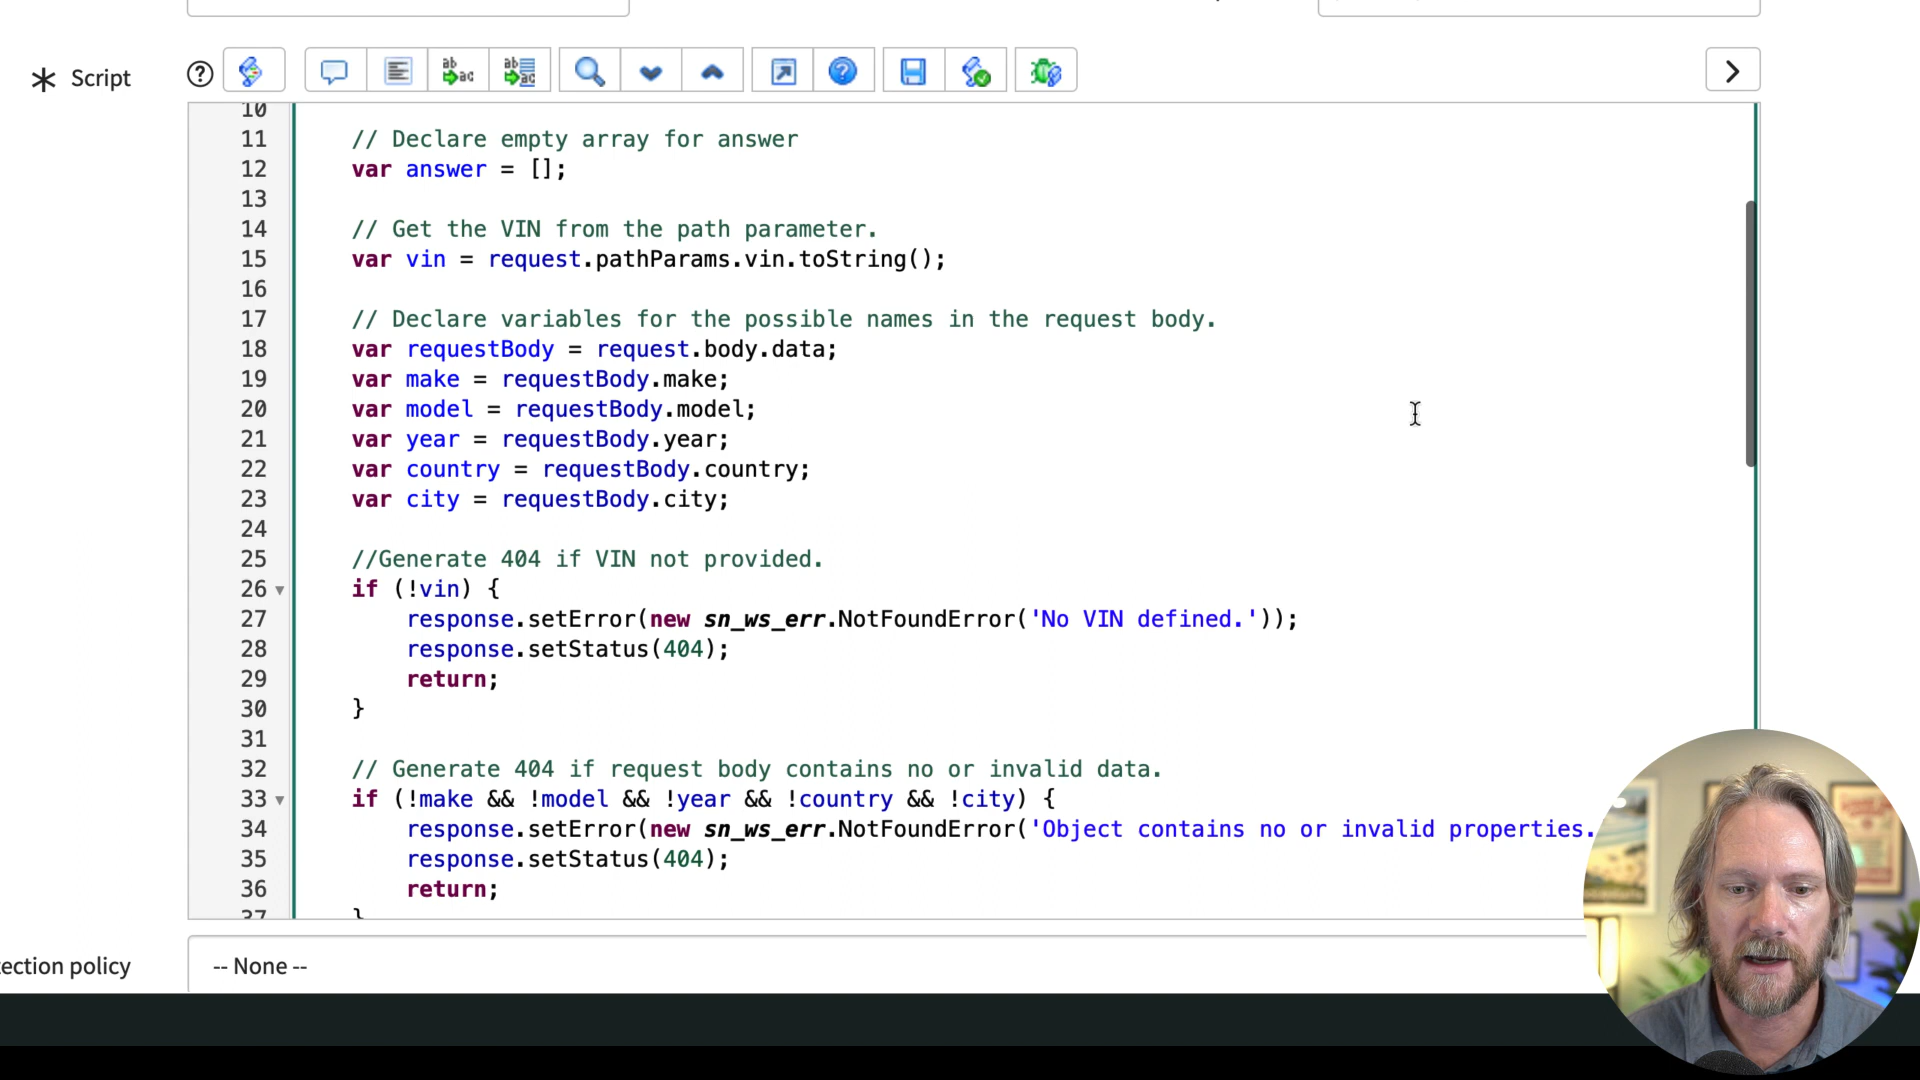 Script
10
11 // Declare empty array for answer
12 var answer = [];
13
14 // Get the VIN from the path parameter.
15 var vin = request.pathParams.vin.toString();
16
17 // Declare variables for the possible names in the request body.
18 var requestBody = request.body.data;
19 var make = requestBody.make;
20 var model = requestBody.model;
21 var year = requestBody.year;
22 var country = requestBody.country;
23 var city = requestBody.city;
24
25 //Generate 404 if VIN not provided.
26 if (!vin) {
27 response.setError(new sn_ws_err.NotFoundError('No VIN defined.'));
28 response.setStatus(404);
29 return;
30 }
31
32 // Generate 404 if request body contains no or invalid data.
33 if (!make && !model && !year && !country && !city) {
34 response.setError(new sn_ws_err.NotFoundError('Object contains no or invalid properties.
35 response.setStatus(404);
36 return;
37 }
ection policy
-- None --